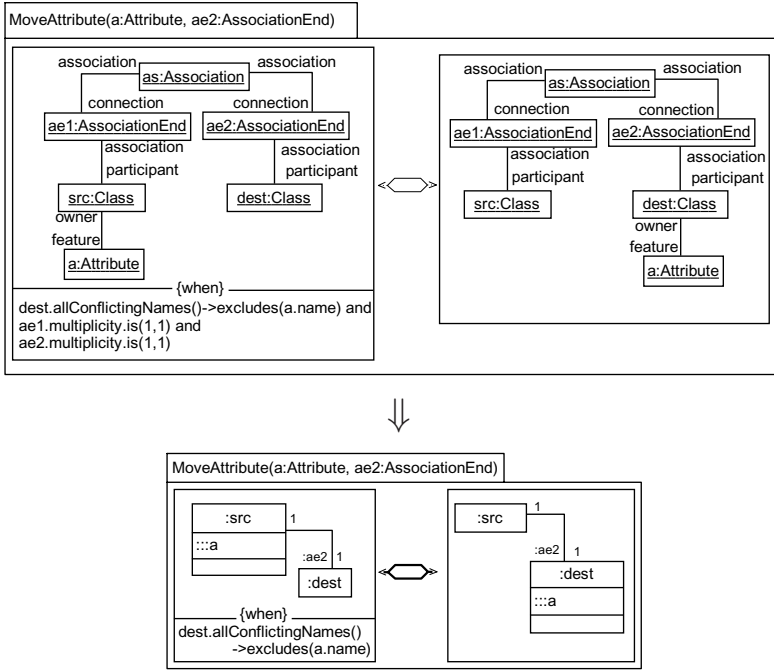 MoveAttribute(a:Attribute, ae2:AssociationEnd)
association
association
as:Association
connection
connection
ae1:AssociationEnd
ae2:AssociationEnd
association
association
participant
participant
src:Class
dest:Class
owner
feature
a:Attribute
{when}
dest.allConflictingNames()->excludes(a.name) and
ae1.multiplicity.is(1,1) and
ae2.multiplicity.is(1,1)
association
association
as:Association
connection
connection
ae1:AssociationEnd
ae2:AssociationEnd
association
association
participant
participant
src:Class
dest:Class
owner
feature
a:Attribute
MoveAttribute(a:Attribute, ae2:AssociationEnd)
:src
1
:::a
:ae2
1
:dest
{when}
dest.allConflictingNames()
->excludes(a.name)
:src
1
:ae2
1
:dest
:::a